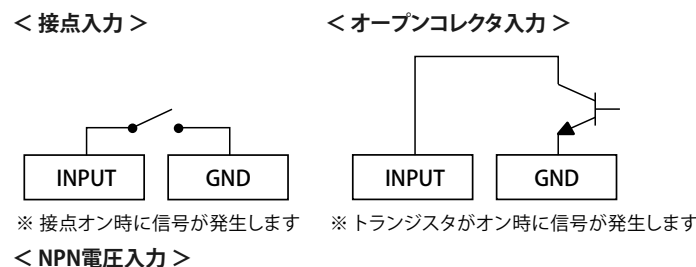 < 接点入力 >
< オープンコレクタ入力 >
INPUT
GND
INPUT
GND
※ 接点オン時に信号が発生します
※ トランジスタがオン時に信号が発生します
< NPN電圧入力 >